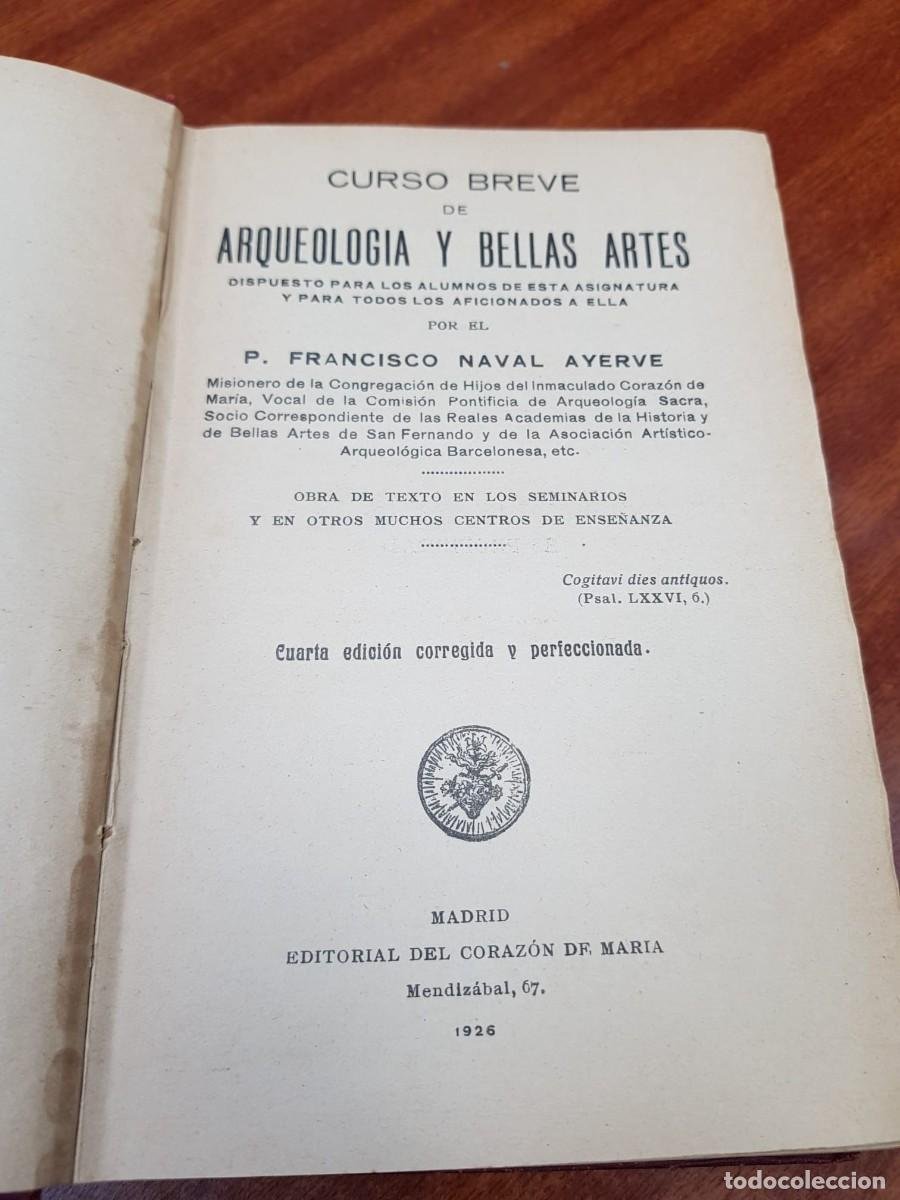 CURSO BREVE
DE
ARQUEOLOGIA Y BELLAS ARTES
DISPUESTO PARA LOS ALUMNOS DE ESTA ASIGNATURA
Y PARA TODOS LOS AFICIONADOS A ELLA
POR EL
P. FRANCISCO NAVAL AYERVE
Misionero de la Congregación de Hijos del Inmaculado Corazón de
María, Vocal de la Comisión Pontificia de Arqueología Sacra,
Socio Correspondiente de las Reales Academias de la Historia y
de Bellas Artes de San Fernando y de la Asociación Artístico-
Arqueológica Barcelonesa, etc.
OBRA DE TEXTO EN LOS SEMINARIOS
Y EN OTROS MUCHOS CENTROS DE ENSEÑANZA
Cogitavi dies antiquos.
(Psal. LXXVI, 6.)
Cuarta edición corregida y perfeccionada.
MADRID
EDITORIAL DEL CORAZÓN DE MARIA
Mendizábal, 67.
1926
todocoleccion